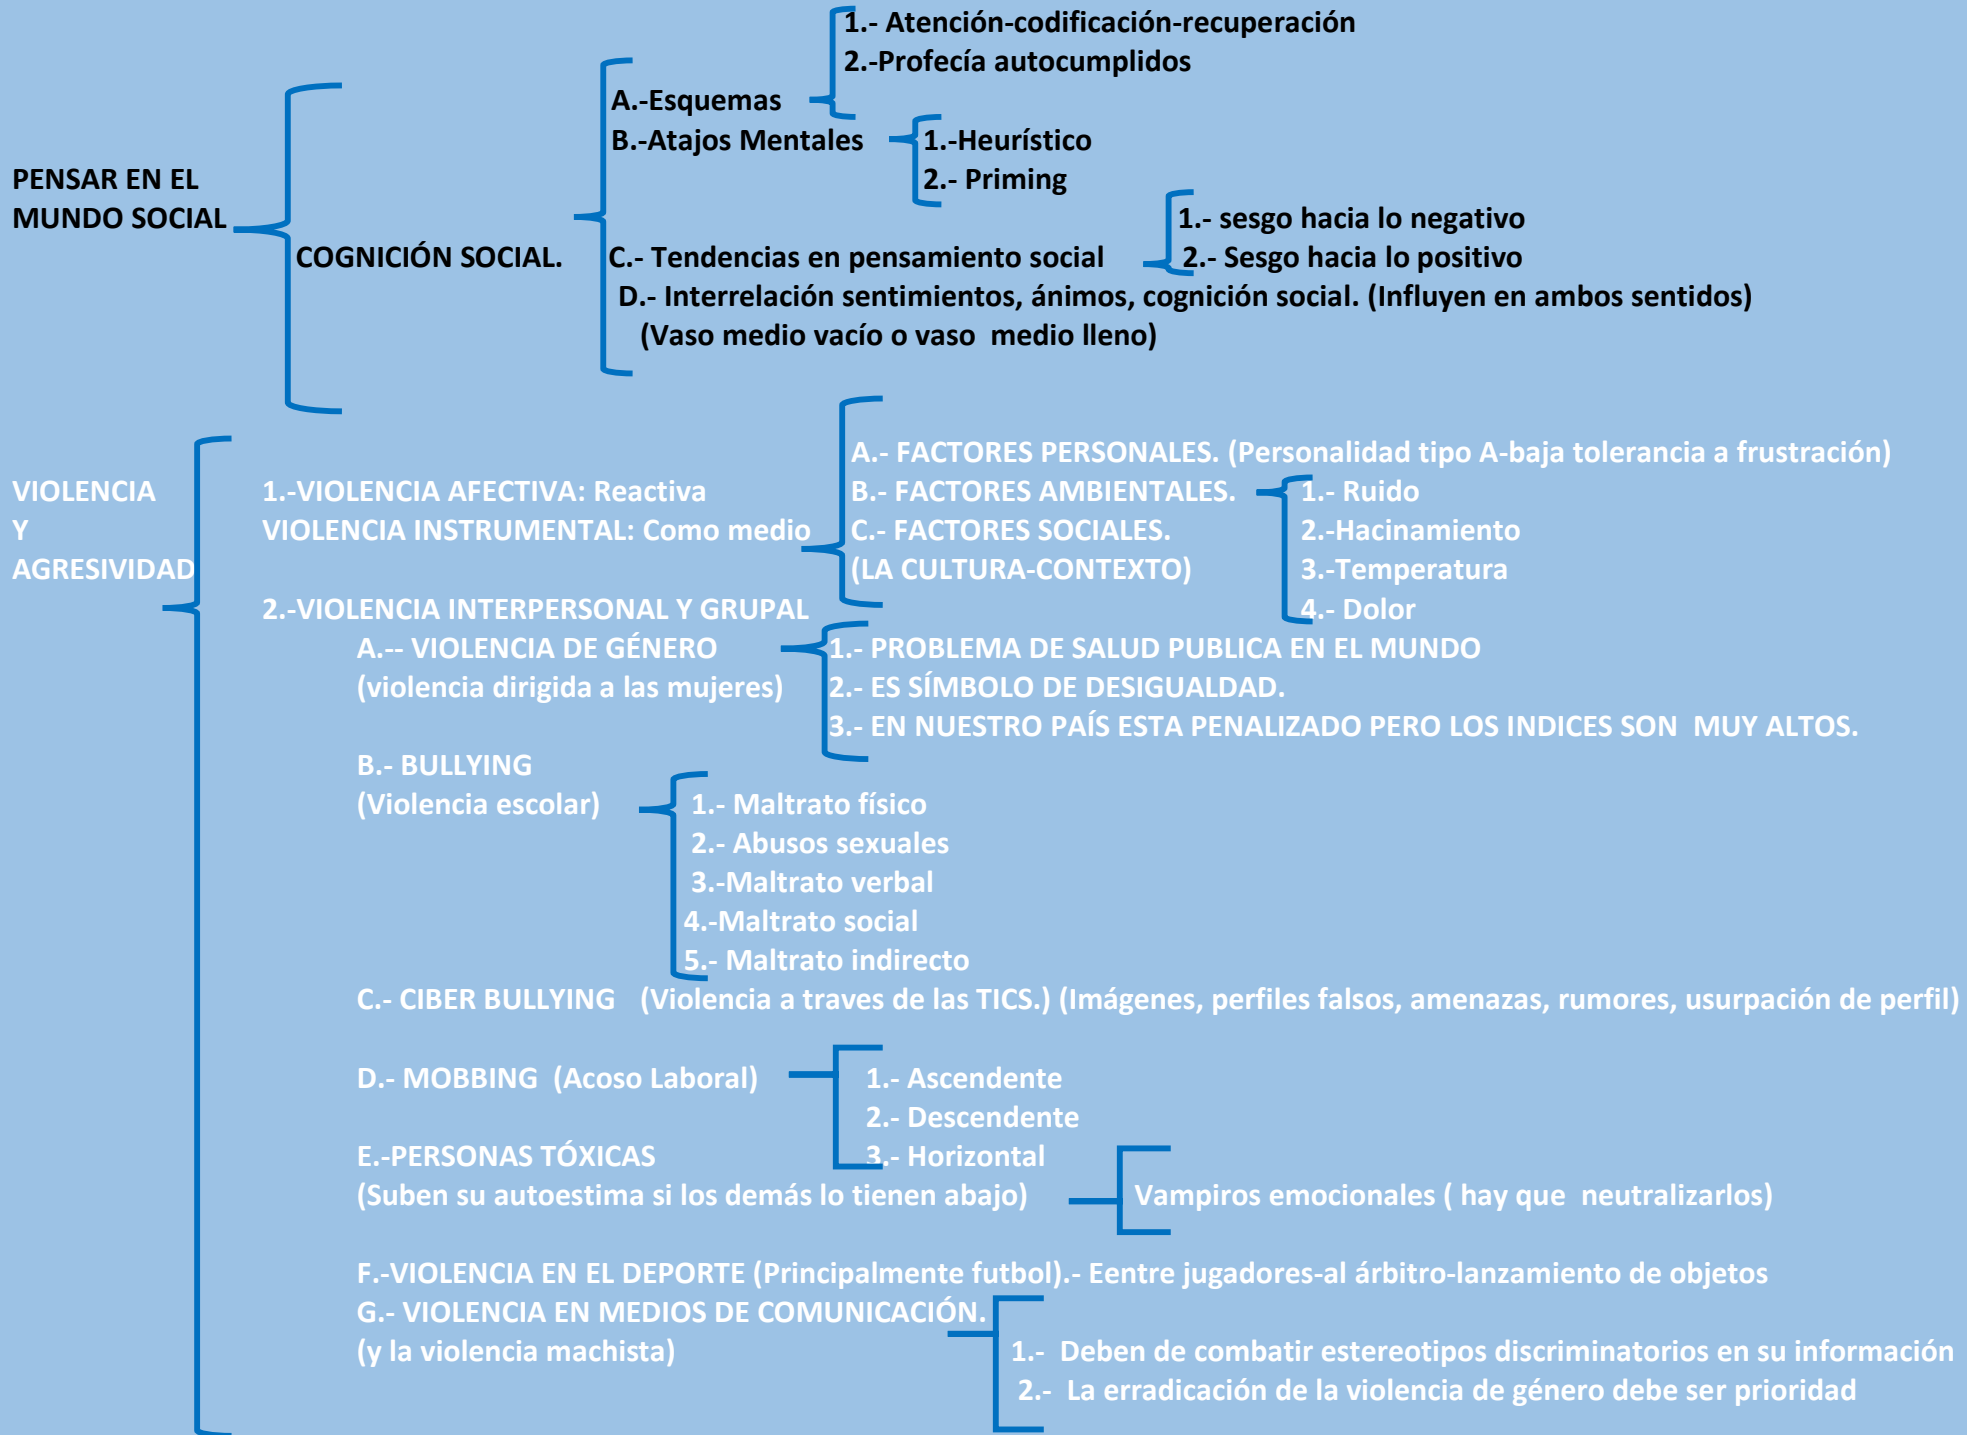 1.- Atención-codificación-recuperación
2.-Profecía autocumplidos
A.-Esquemas
B.-Atajos Mentales
1.-Heurístico
2.- Priming
PENSAR EN EL
MUNDO SOCIAL
COGNICIÓN SOCIAL.
C.- Tendencias en pensamiento social
1.- sesgo hacia lo negativo
2.- Sesgo hacia lo positivo
D.- Interrelación sentimientos, ánimos, cognición social. (Influyen en ambos sentidos)
(Vaso medio vacío o vaso medio lleno)
VIOLENCIA
Y
AGRESIVIDAD
1.-VIOLENCIA AFECTIVA: Reactiva
VIOLENCIA INSTRUMENTAL: Como medio
A.- FACTORES PERSONALES. (Personalidad tipo A-baja tolerancia a frustración)
B.- FACTORES AMBIENTALES.
C.- FACTORES SOCIALES.
(LA CULTURA-CONTEXTO)
1.- Ruido
2.-Hacinamiento
3.-Temperatura
4.- Dolor
2.-VIOLENCIA INTERPERSONAL Y GRUPAL
A.-- VIOLENCIA DE GÉNERO
(violencia dirigida a las mujeres)
1.- PROBLEMA DE SALUD PUBLICA EN EL MUNDO
2.- ES SÍMBOLO DE DESIGUALDAD.
3.- EN NUESTRO PAÍS ESTA PENALIZADO PERO LOS INDICES SON MUY ALTOS.
B.- BULLYING
(Violencia escolar)
1.- Maltrato físico
2.- Abusos sexuales
3.-Maltrato verbal
4.-Maltrato social
5.- Maltrato indirecto
C.- CIBER BULLYING (Violencia a traves de las TICS.) (Imágenes, perfiles falsos, amenazas, rumores, usurpación de perfil)
D.- MOBBING (Acoso Laboral)
1.- Ascendente
2.- Descendente
3.- Horizontal
E.-PERSONAS TÓXICAS
(Suben su autoestima si los demás lo tienen abajo)
Vampiros emocionales ( hay que neutralizarlos)
F.-VIOLENCIA EN EL DEPORTE (Principalmente futbol).- Eentre jugadores-al árbitro-lanzamiento de objetos
G.- VIOLENCIA EN MEDIOS DE COMUNICACIÓN.
(y la violencia machista)
1.- Deben de combatir estereotipos discriminatorios en su información
2.- La erradicación de la violencia de género debe ser prioridad